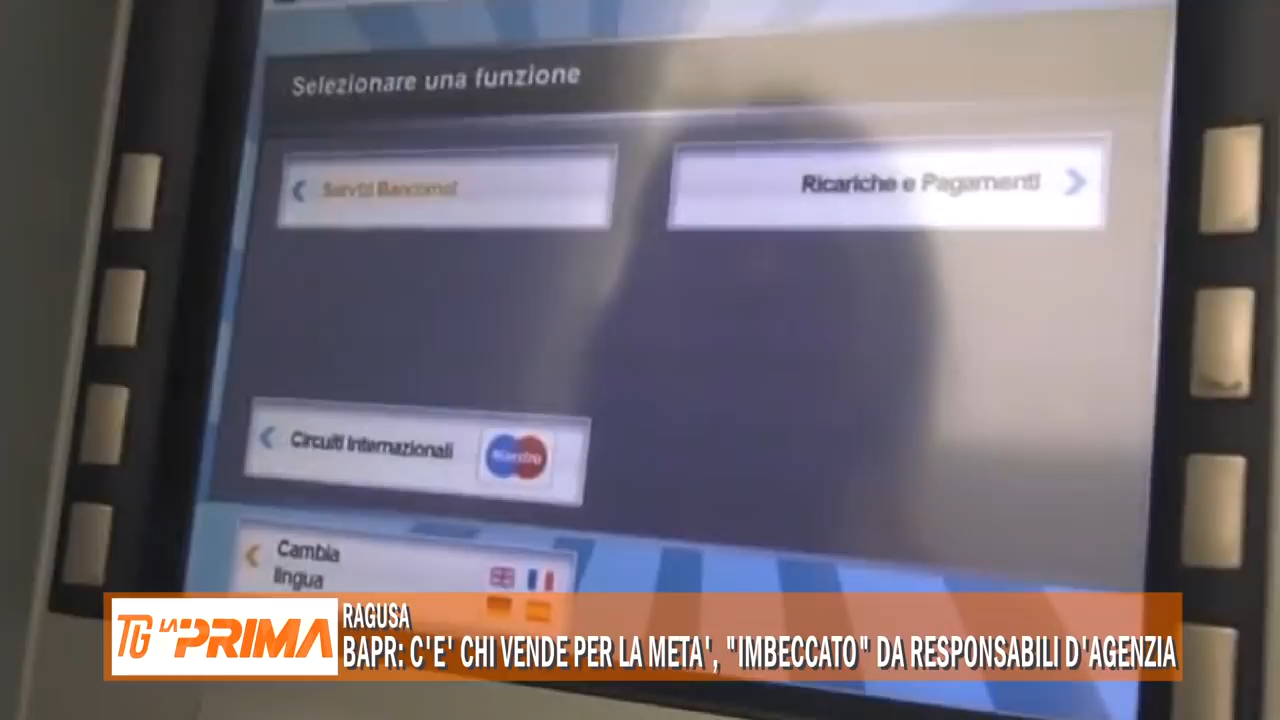 Selezionare una funzione
Servizi Bancomat
Ricariche e Pagamenti
Circuiti Internazionali
Maestro
Cambia
lingua
TG LA PRIMA
RAGUSA
BAPR: C'E' CHI VENDE PER LA META', "IMBECCATO" DA RESPONSABILI D'AGENZIA